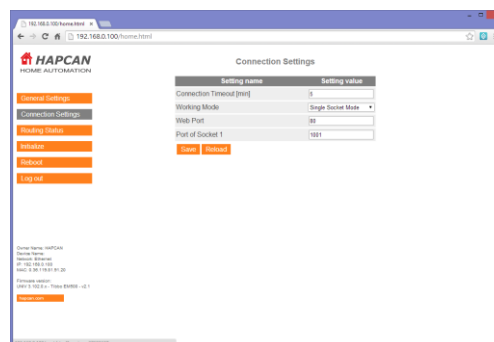 192.168.0.100/home.html
192.168.0.100/home.html
HAPCAN
HOME AUTOMATION
Connection Settings
Setting name Setting value
Connection Timeout [min] 3
Working Mode Single Socket Mode
Web Port 80
Port of Socket 1 1001
Save Reload
General Settings
Connection Settings
Routing Status
Initialize
Reboot
Log out
Owner Name: HAPCAN
Device Name:
Network: Ethernet
IP: 192.168.0.100
Firmware version:
hapcan.com